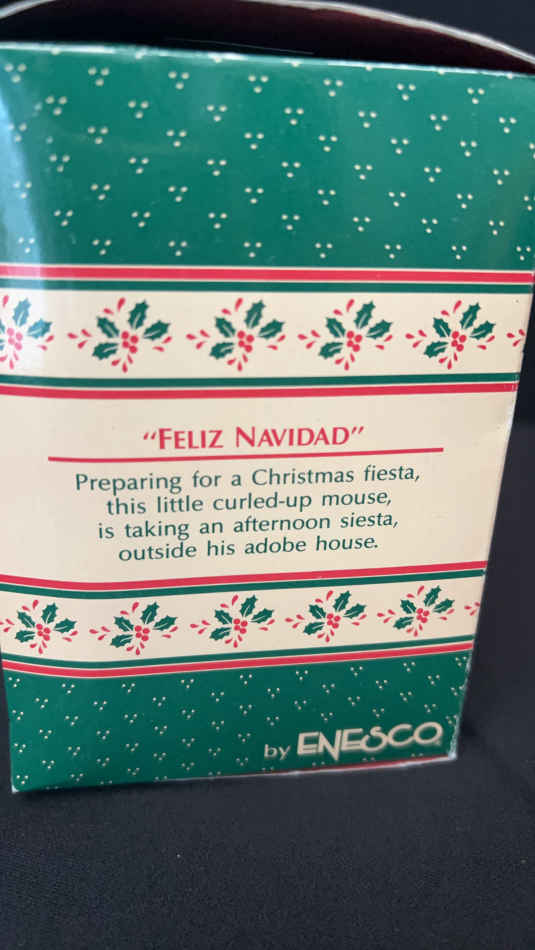 “FELIZ NAVIDAD”
Preparing for a Christmas fiesta,
this little curled-up mouse,
is taking an afternoon siesta,
outside his adobe house.
by ENESCO